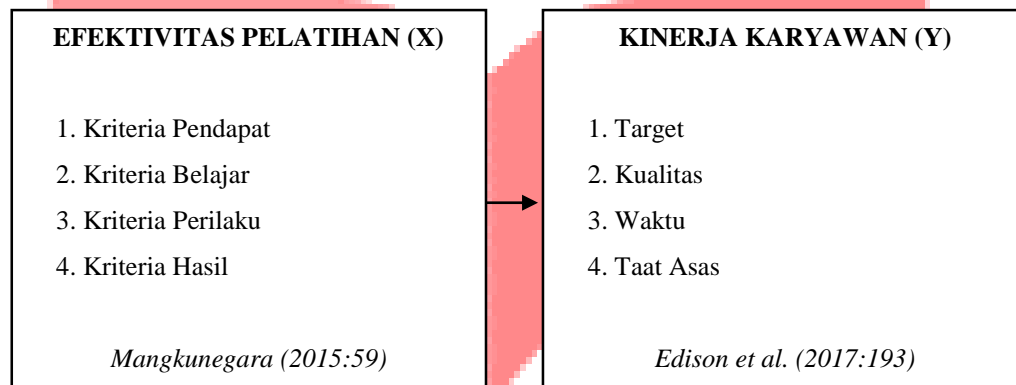 EFEKTIVITAS PELATIHAN (X)
1. Kriteria Pendapat
2. Kriteria Belajar
3. Kriteria Perilaku
4. Kriteria Hasil
Mangkunegara (2015:59)
KINERJA KARYAWAN (Y)
1. Target
2. Kualitas
3. Waktu
4. Taat Asas
Edison et al. (2017:193)